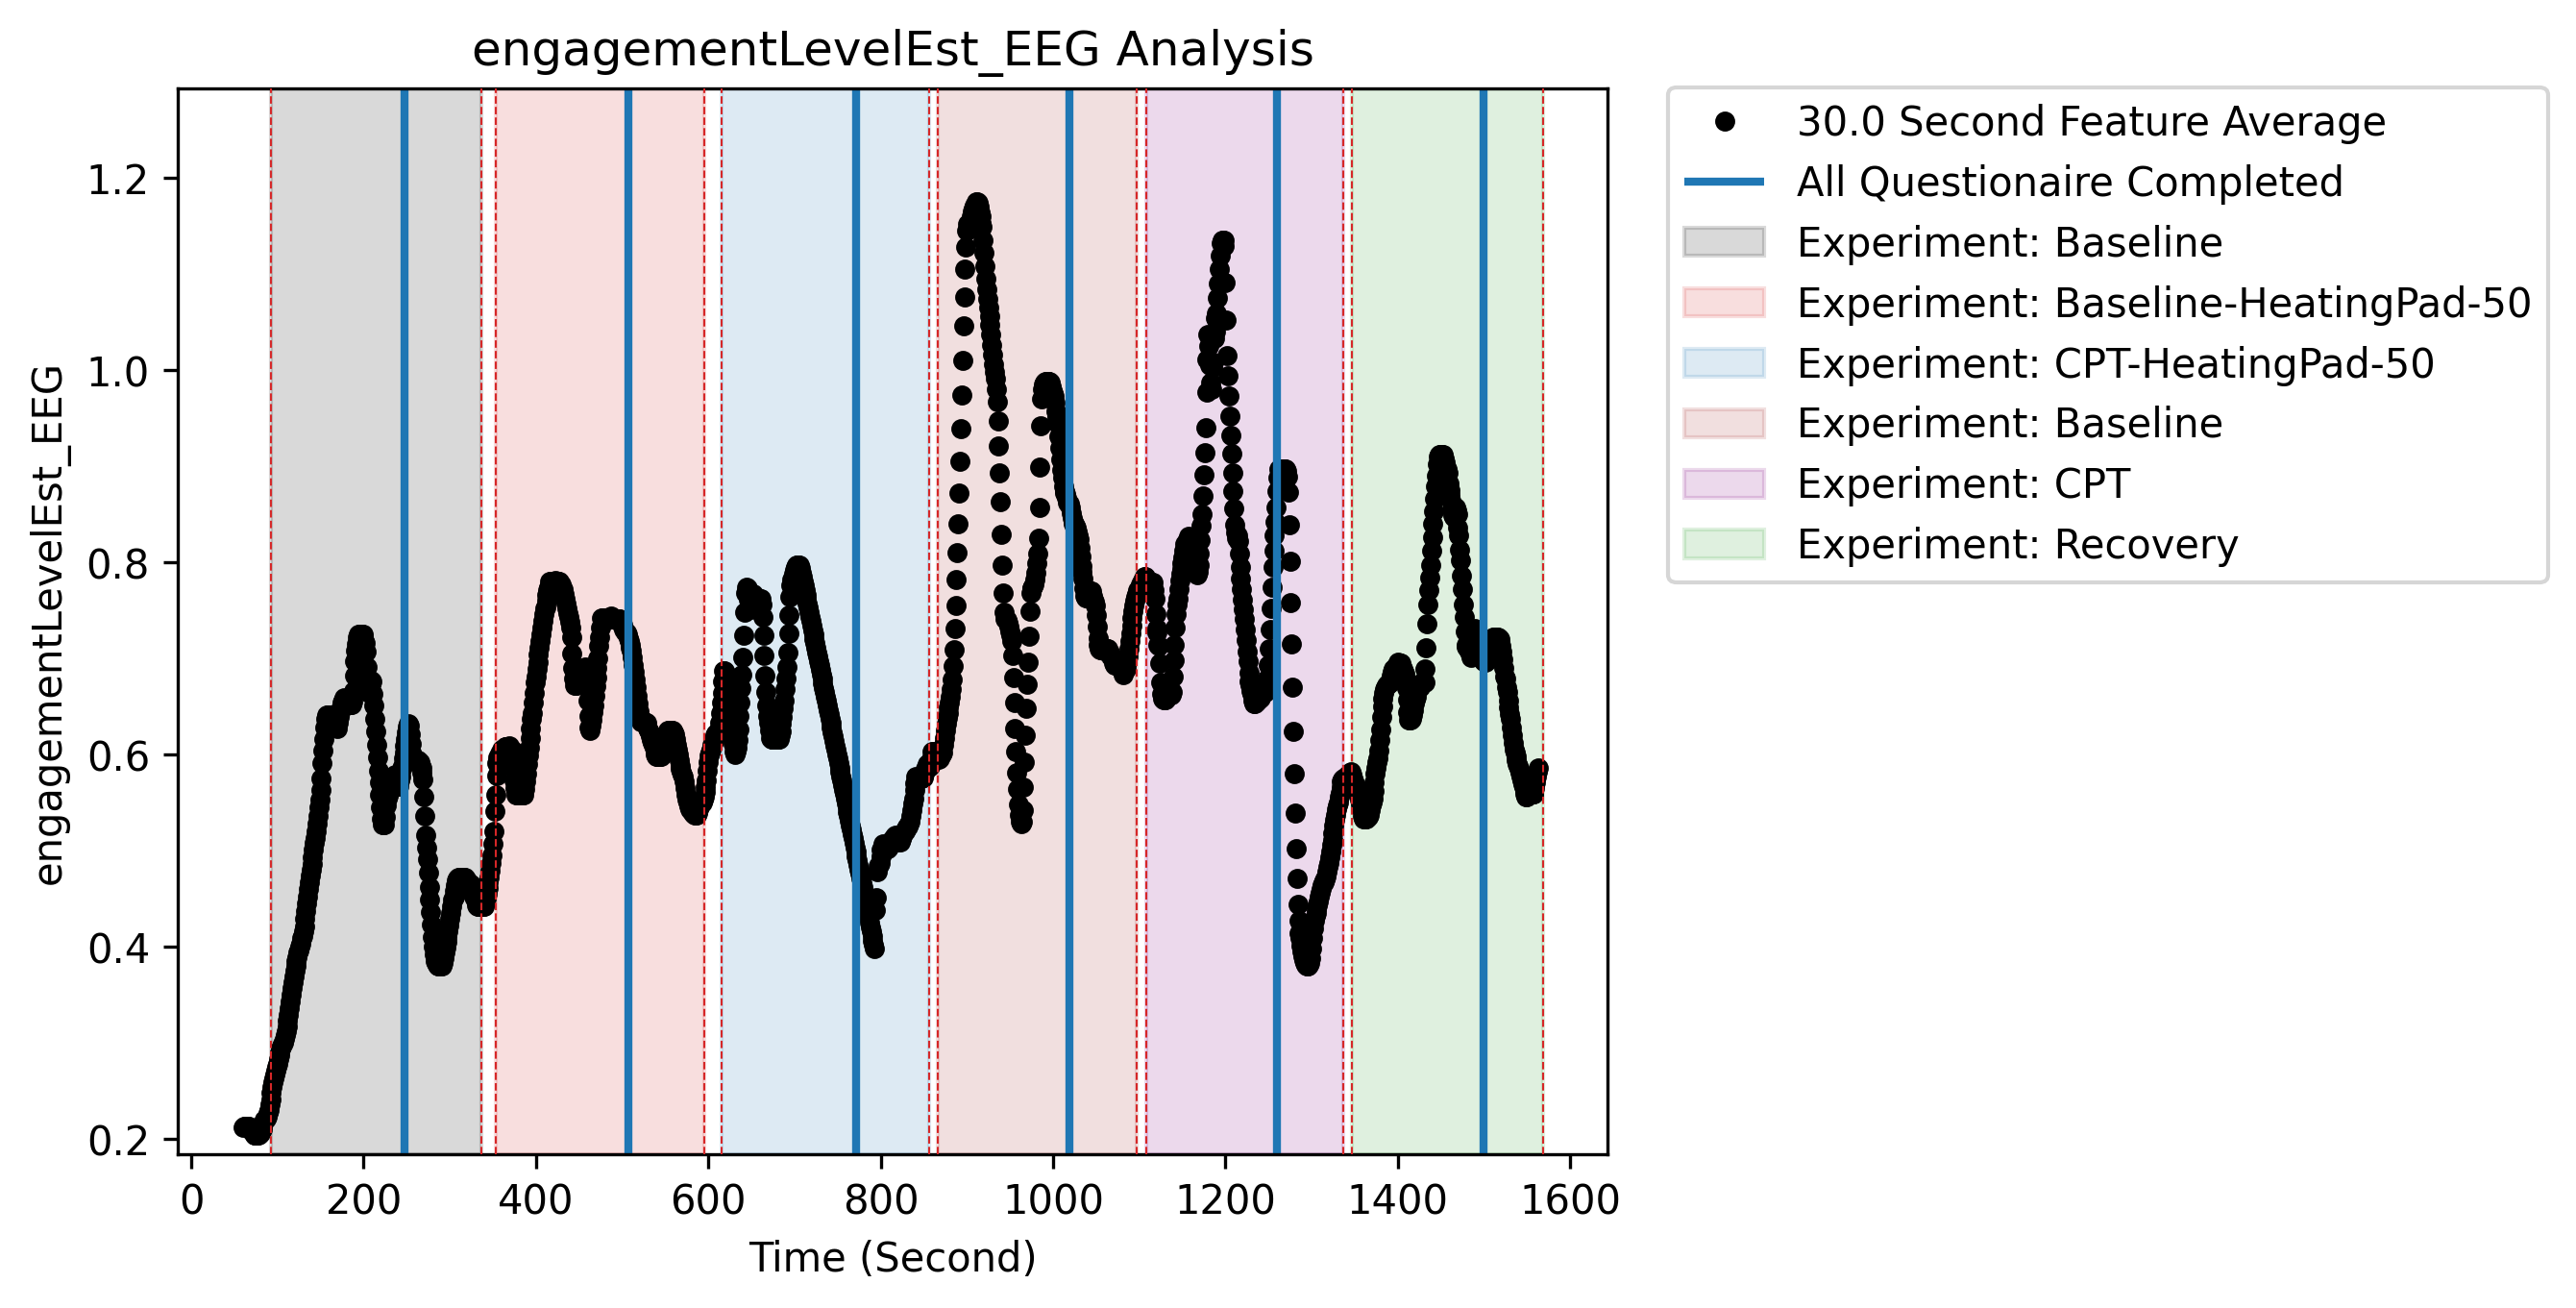 engagementLevelEst_EEG Analysis
engagementLevelEst_EEG
1.2
1.0
0.8
0.6
0.4
0.2
0 200 400 600 800 1000 1200 1400 1600
Time (Second)
30.0 Second Feature Average
All Questionaire Completed
Experiment: Baseline
Experiment: Baseline-HeatingPad-50
Experiment: CPT-HeatingPad-50
Experiment: Baseline
Experiment: CPT
Experiment: Recovery